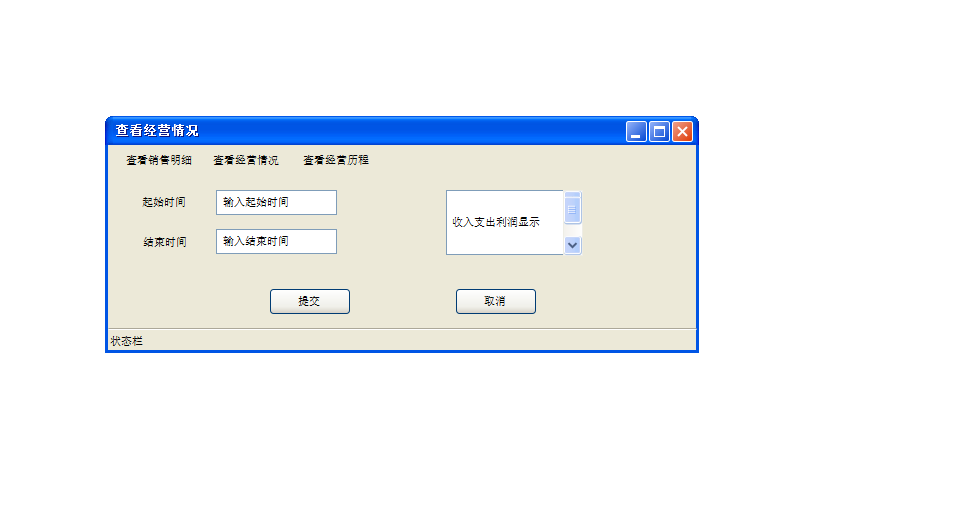 查看经营情况
查看销售明细 查看经营情况 查看经营历程
起始时间 输入起始时间
收入支出利润显示
结束时间 输入结束时间
提交 取消
状态栏